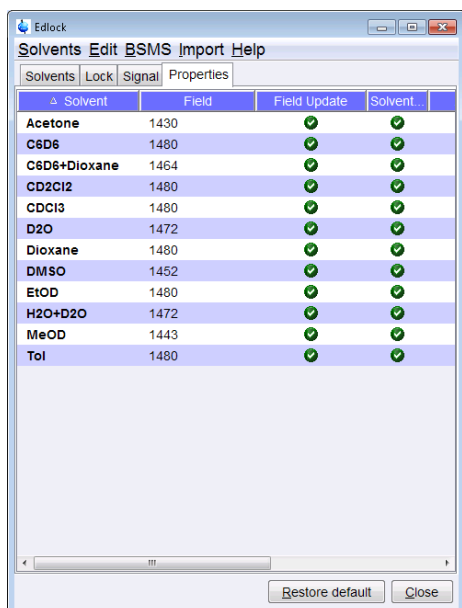 Edlock
Solvents Edit BSMS Import Help
Solvents Lock Signal Properties
Solvent Field Field Update Solvent...
Acetone 1430
C6D6 1480
C6D6+Dioxane 1464
CD2Cl2 1480
CDCl3 1480
D2O 1472
Dioxane 1480
DMSO 1452
EtOD 1480
H2O+D2O 1472
MeOD 1443
Tol 1480
Restore default Close